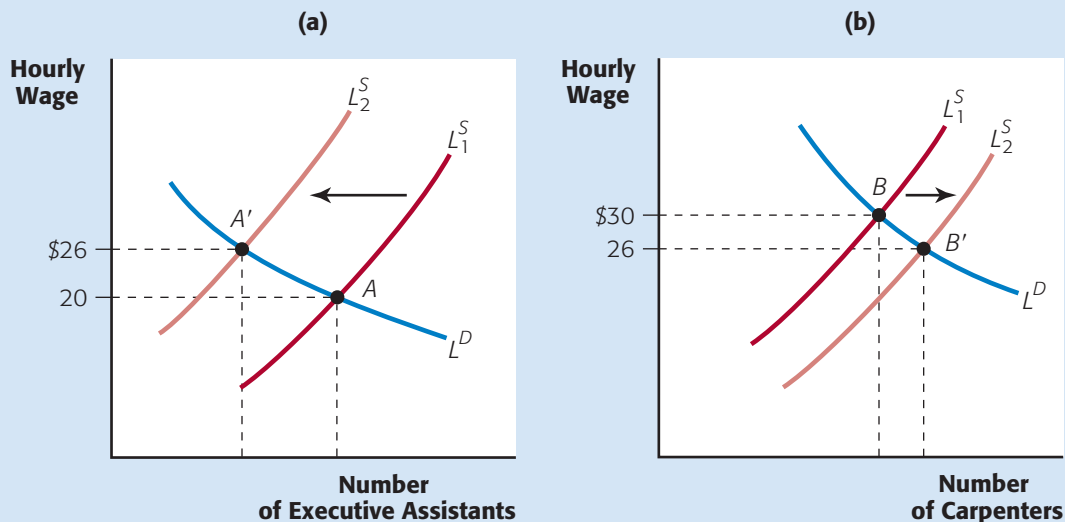 (a)
Hourly
Wage
L₂ˢ
L₁ˢ
A′
$26
A
20
Lᴰ
Number
of Executive Assistants
(b)
Hourly
Wage
L₁ˢ
L₂ˢ
B
$30
26
B′
Lᴰ
Number
of Carpenters